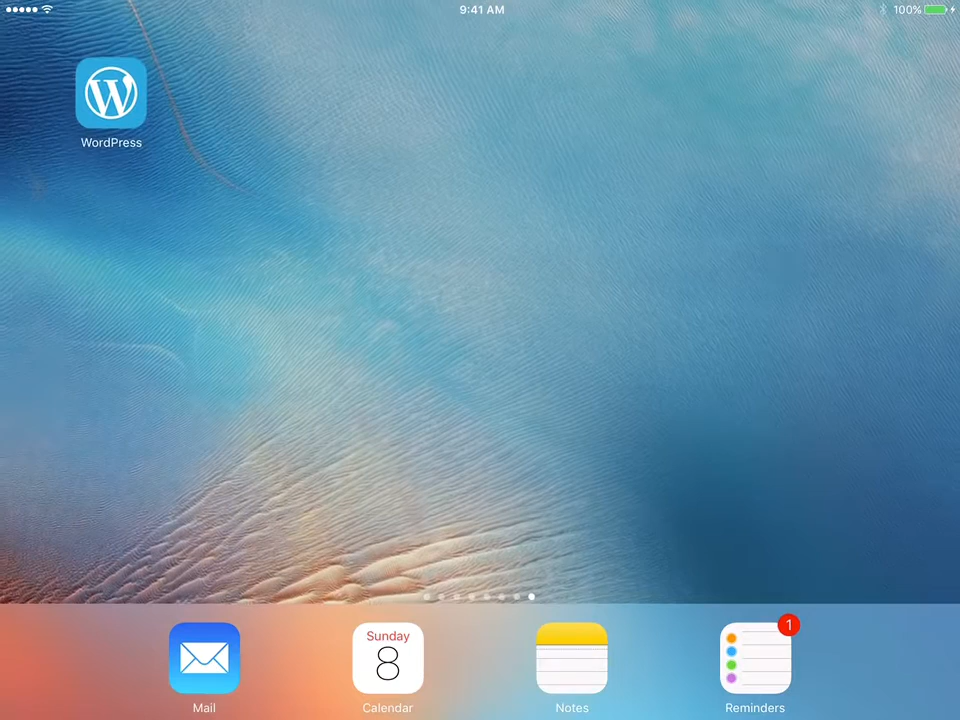 9:41 AM
100%
WordPress
Sunday
8
1
Mail
Calendar
Notes
Reminders